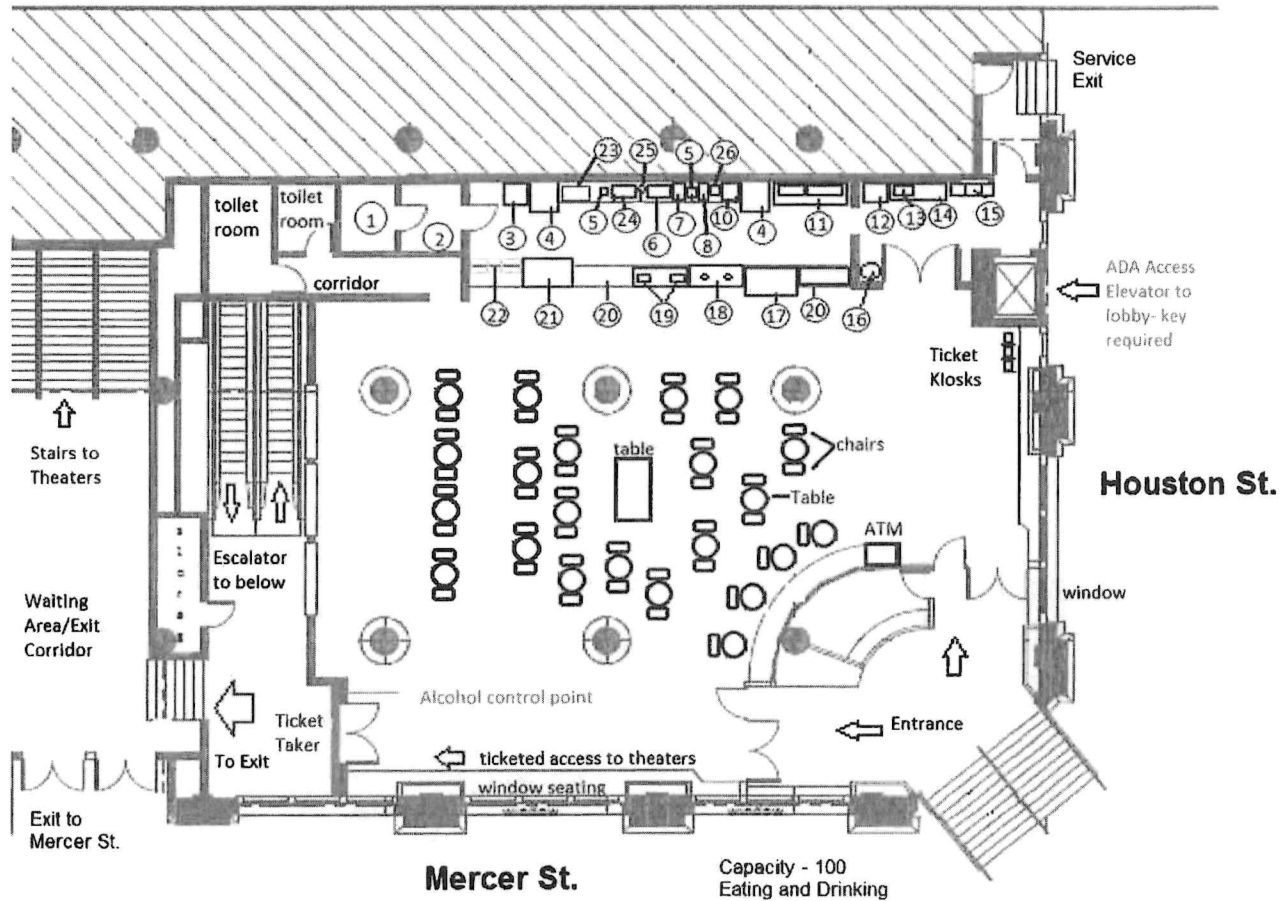 Service
Exit
23
25
5
26
toilet
room
toilet
room
1
2
3
4
5
24
6
7
8
10
4
11
12
13
14
15
corridor
22
21
20
19
18
17
20
16
ADA Access
Elevator to
lobby- key
required
Ticket
Kiosks
Stairs to
Theaters
table
chairs
Table
Houston St.
ATM
Escalator
to below
window
Waiting
Area/Exit
Corridor
Alcohol control point
Ticket
Taker
Entrance
To Exit
ticketed access to theaters
window seating
window
window
Exit to
Mercer St.
Mercer St.
Capacity - 100
Eating and Drinking